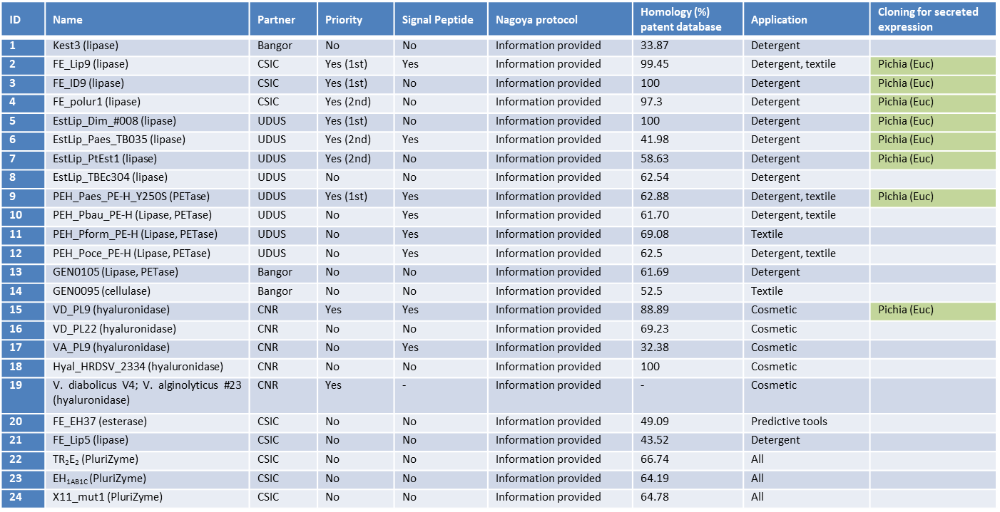 ID Name Partner Priority Signal Peptide Nagoya protocol Homology (%) patent database Application Cloning for secreted expression
1 Kest3 (lipase) Bangor No No Information provided 33.87 Detergent
2 FE_Lip9 (lipase) CSIC Yes (1st) Yes Information provided 99.45 Detergent, textile Pichia (Euc)
3 FE_ID9 (lipase) CSIC Yes (1st) No Information provided 100 Detergent Pichia (Euc)
4 FE_polur1 (lipase) CSIC Yes (2nd) No Information provided 97.3 Detergent Pichia (Euc)
5 EstLip_Dim_#008 (lipase) UDUS Yes (1st) No Information provided 100 Detergent Pichia (Euc)
6 EstLip_Paes_TB035 (lipase) UDUS Yes (2nd) Yes Information provided 41.98 Detergent Pichia (Euc)
7 EstLip_PtEst1 (lipase) UDUS Yes (2nd) No Information provided 58.63 Detergent Pichia (Euc)
8 EstLip_TBEc304 (lipase) UDUS No No Information provided 62.54 Detergent
9 PEH_Paes_PE-H_Y250S (PETase) UDUS Yes (1st) Yes Information provided 62.88 Detergent, textile Pichia (Euc)
10 PEH_Pbau_PE-H (Lipase, PETase) UDUS No Yes Information provided 61.70 Detergent, textile
11 PEH_Pform_PE-H (Lipase, PETase) UDUS No Yes Information provided 69.08 Textile
12 PEH_Poce_PE-H (Lipase, PETase) UDUS No Yes Information provided 62.5 Detergent, textile
13 GEN0105 (Lipase, PETase) Bangor No No Information provided 61.69 Detergent
14 GEN0095 (cellulase) Bangor No No Information provided 52.5 Textile
15 VD_PL9 (hyaluronidase) CNR Yes Yes Information provided 88.89 Cosmetic Pichia (Euc)
16 VD_PL22 (hyaluronidase) CNR No No Information provided 69.23 Cosmetic
17 VA_PL9 (hyaluronidase) CNR No Yes Information provided 32.38 Cosmetic
18 Hyal_HRDSV_2334 (hyaluronidase) CNR No No Information provided 100 Cosmetic
19 V. diabolicus V4; V. alginolyticus #23 (hyaluronidase) CNR Yes - Information provided - Cosmetic
20 FE_EH37 (esterase) CSIC No No Information provided 49.09 Predictive tools
21 FE_Lip5 (lipase) CSIC No No Information provided 43.52 Detergent
22 TR₂E₂ (PluriZyme) CSIC No No Information provided 66.74 All
23 EH1AB1C (PluriZyme) CSIC No No Information provided 64.19 All
24 X11_mut1 (PluriZyme) CSIC No No Information provided 64.78 All